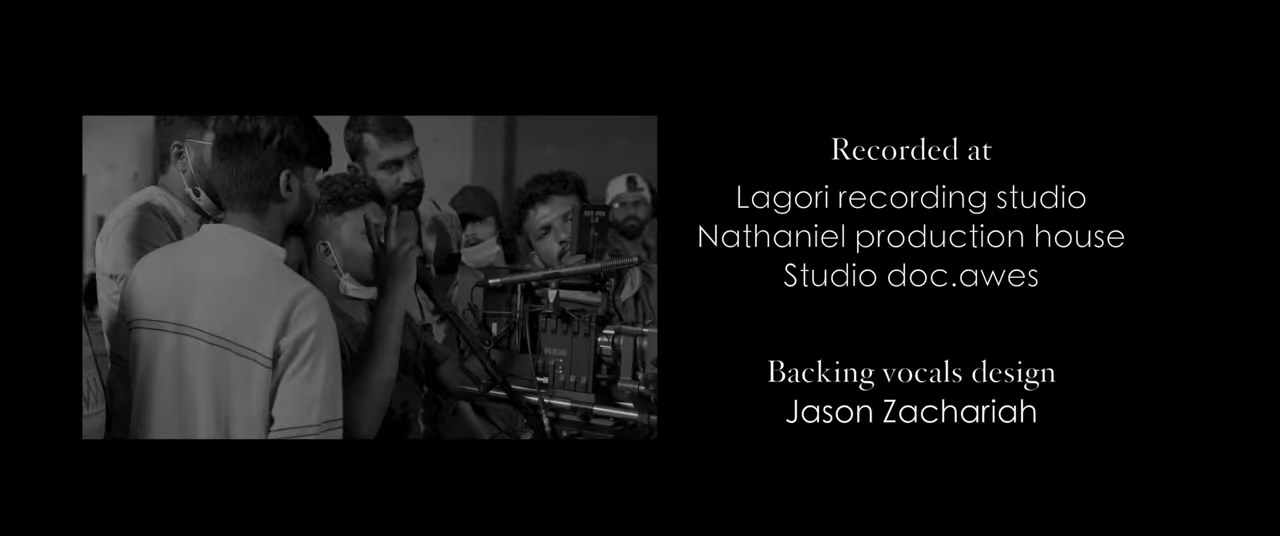 Recorded at
Lagori recording studio
Nathaniel production house
Studio doc.awes
Backing vocals design
Jason Zachariah